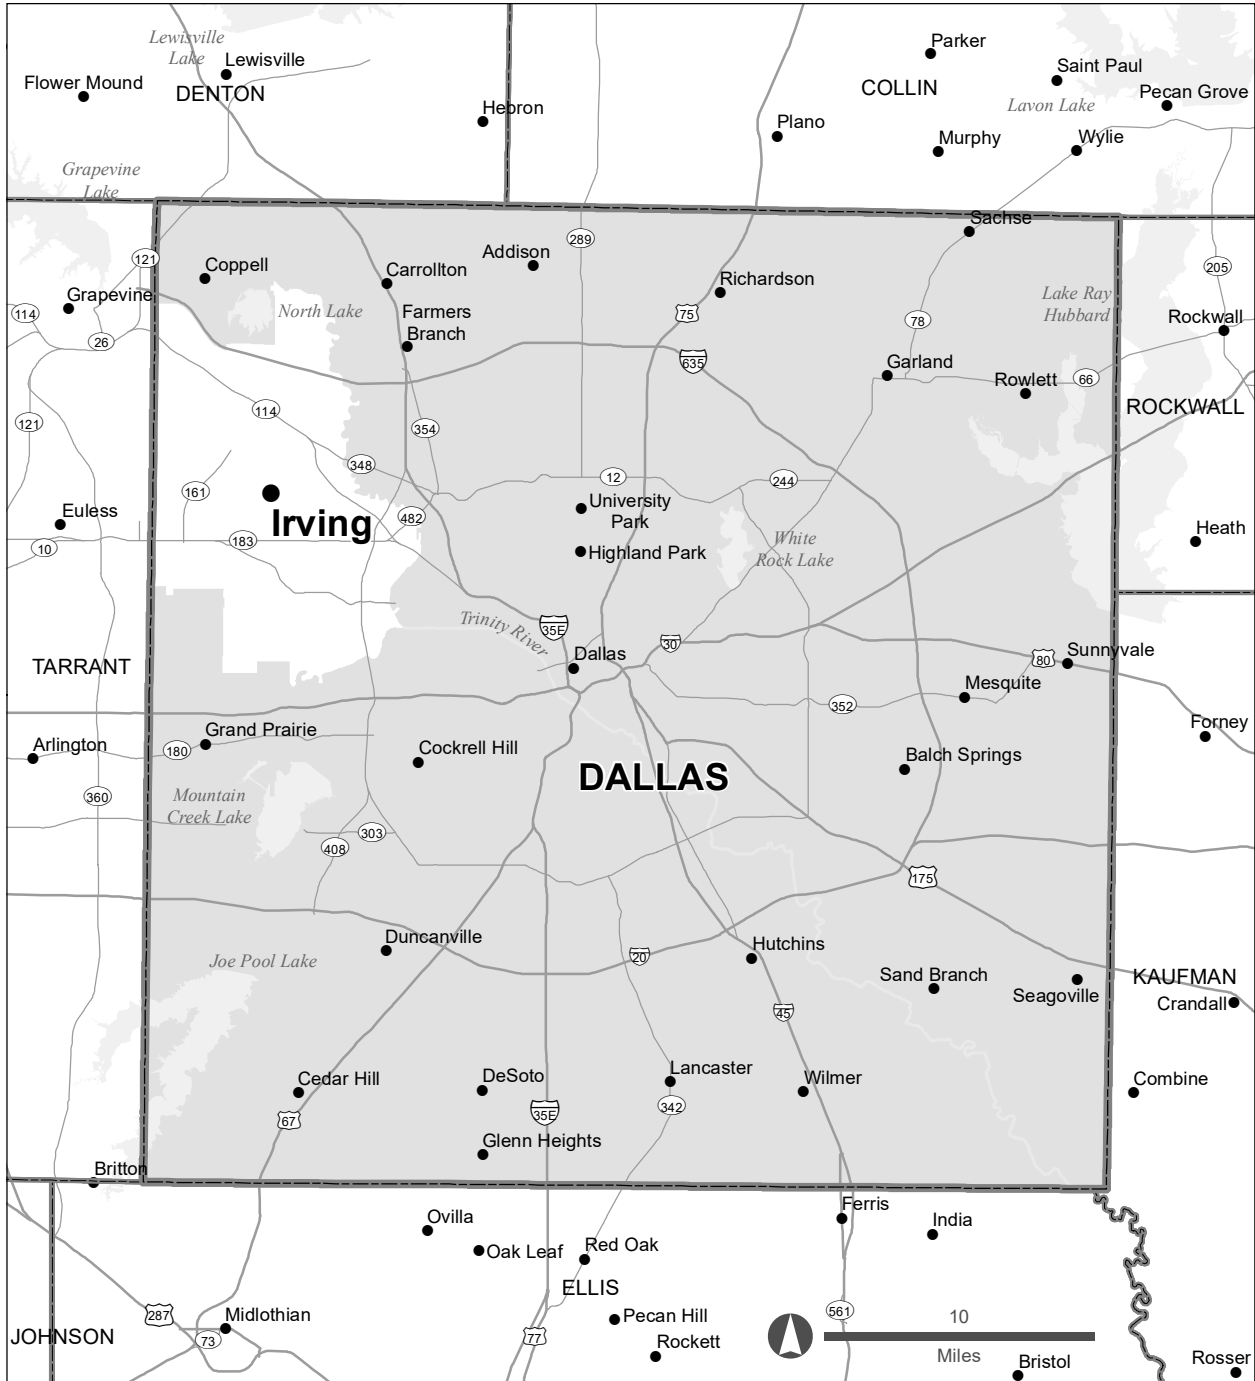 Lewisville
Lake
Lewisville
Flower Mound
DENTON
Hebron
Parker
Saint Paul
COLLIN
Pecan Grove
Lavon Lake
Plano
Murphy
Wylie
Grapevine
Lake
Sachse
289
Addison
121
Coppell
Carrollton
Richardson
205
Grapevine
North Lake
Farmers
Branch
Lake Ray
Hubbard
114
75
78
Rockwall
26
635
Garland
Rowlett
66
ROCKWALL
114
121
354
348
12
244
161
University
Park
Euless
482
Irving
183
10
Highland Park
White
Rock Lake
Heath
Trinity River
35E
30
Dallas
80
Sunnyvale
TARRANT
Mesquite
352
Grand Prairie
Forney
Arlington
180
Cockrell Hill
Balch Springs
DALLAS
360
Mountain
Creek Lake
303
408
175
Duncanville
Hutchins
Joe Pool Lake
20
Sand Branch
Seagoville
KAUFMAN
Crandall
45
Cedar Hill
DeSoto
Lancaster
Wilmer
Combine
67
35E
342
Glenn Heights
Britton
Ovilla
Ferris
India
Oak Leaf
Red Oak
ELLIS
287
Midlothian
Pecan Hill
561
10
Miles
JOHNSON
73
77
Rockett
Bristol
Rosser